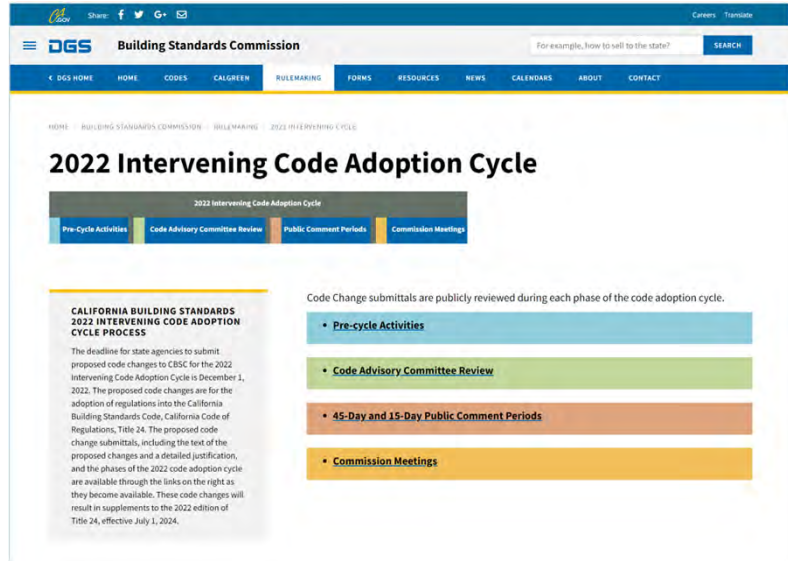 CA.GOV Share: G+ Careers Translate
DGS Building Standards Commission For example, how to sell to the state? SEARCH
< DGS HOME HOME CODES CALGREEN RULEMAKING FORMS RESOURCES NEWS CALENDARS ABOUT CONTACT
HOME BUILDING STANDARDS COMMISSION RULEMAKING 2022 INTERVENING CYCLE
2022 Intervening Code Adoption Cycle
2022 Intervening Code Adoption Cycle
Pre-Cycle Activities Code Advisory Committee Review Public Comment Periods Commission Meetings
CALIFORNIA BUILDING STANDARDS
2022 INTERVENING CODE ADOPTION
CYCLE PROCESS
The deadline for state agencies to submit
proposed code changes to CBSC for the 2022
Intervening Code Adoption Cycle is December 1,
2022. The proposed code changes are for the
adoption of regulations into the California
Building Standards Code, California Code of
Regulations, Title 24. The proposed code
change submittals, including the text of the
proposed changes and a detailed justification,
and the phases of the 2022 code adoption cycle
are available through the links on the right as
they become available. These code changes will
result in supplements to the 2022 edition of
Title 24, effective July 1, 2024.
Code Change submittals are publicly reviewed during each phase of the code adoption cycle.
• Pre-cycle Activities
• Code Advisory Committee Review
• 45-Day and 15-Day Public Comment Periods
• Commission Meetings